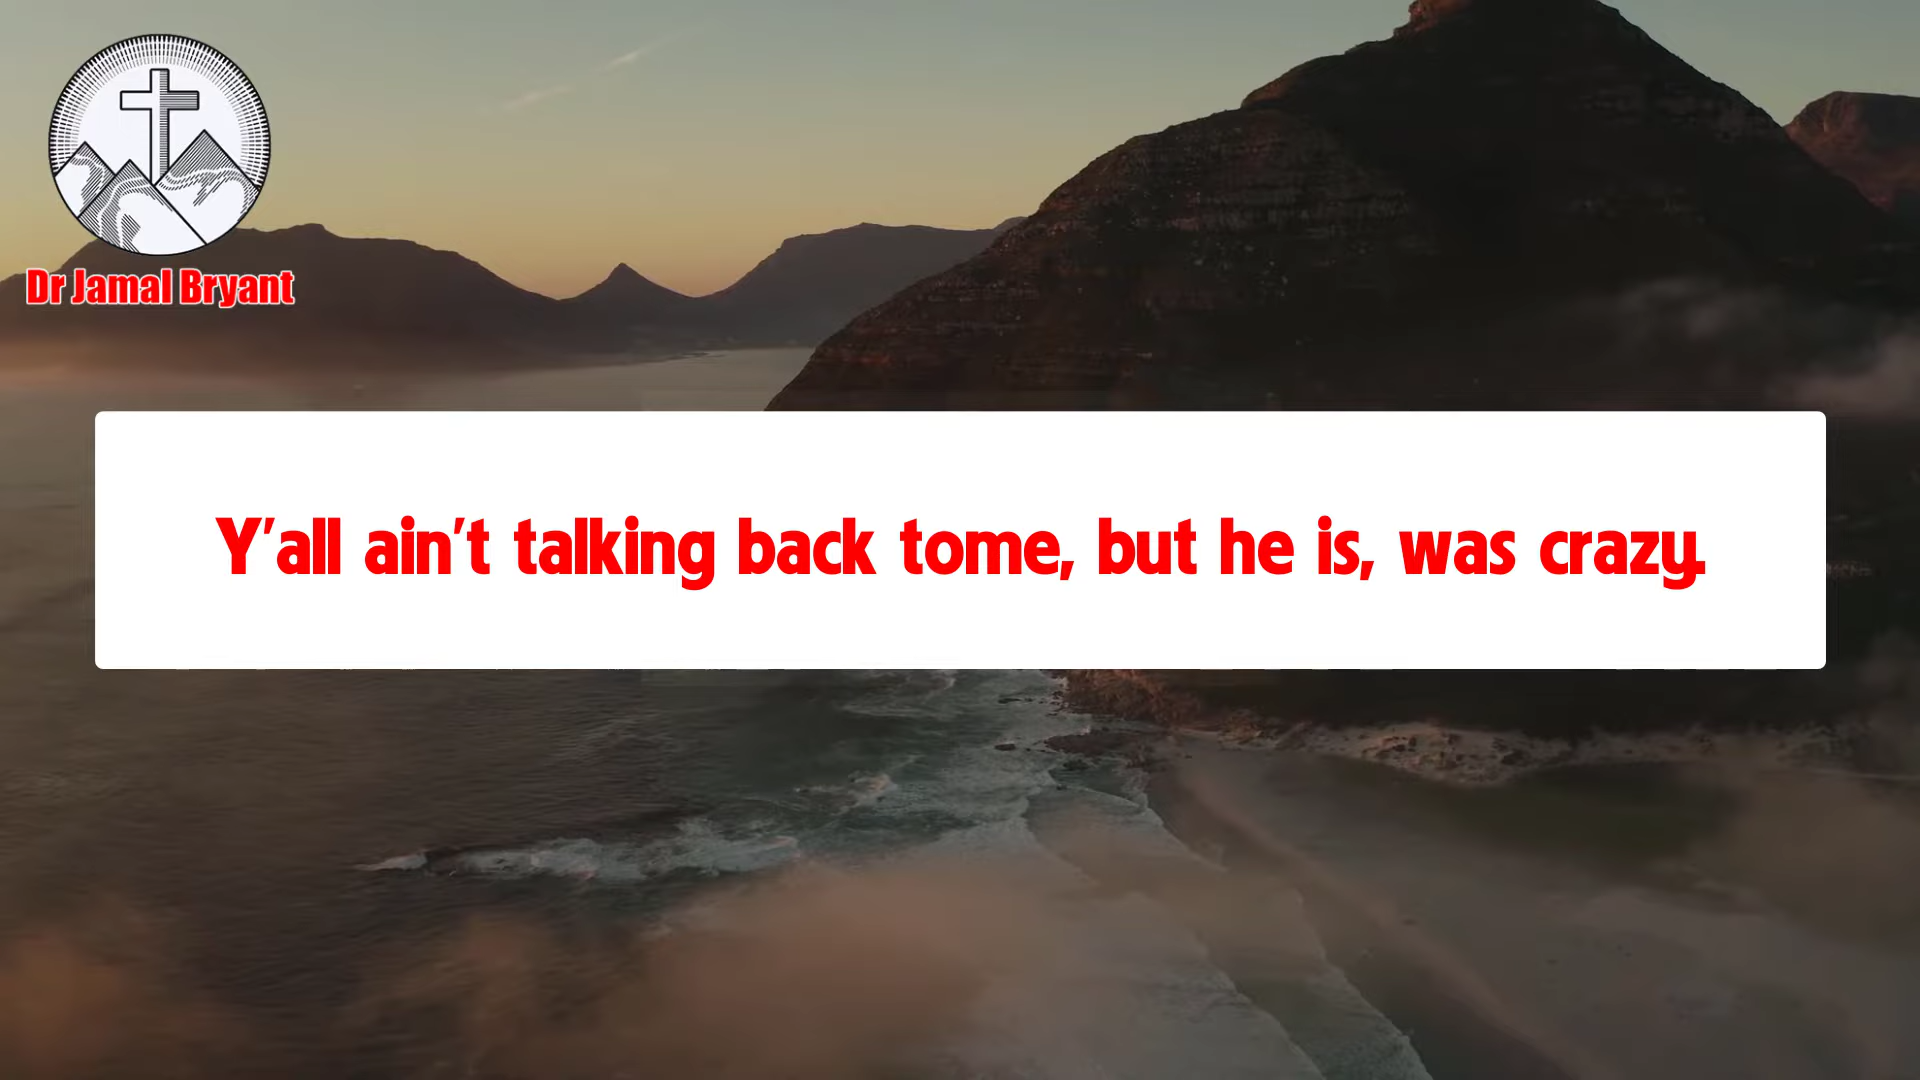 Dr Jamal Bryant
Y'all ain't talking back tome, but he is, was crazy.